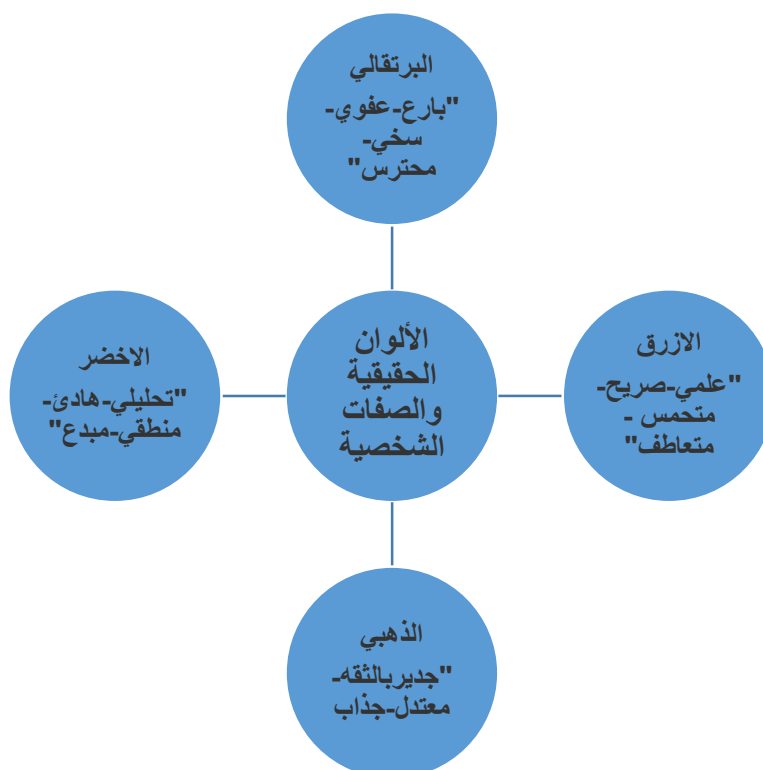 البرتقالي
"بارع-عفوي-
سخي-
محترس"
الاخضر
"تحليلي-هادئ-
منطقي-مبدع"
الألوان
الحقيقية
والصفات
الشخصية
الازرق
"علمي-صريح-
متحمس -
متعاطف"
الذهبي
"جديربالثقه-
معتدل-جذاب